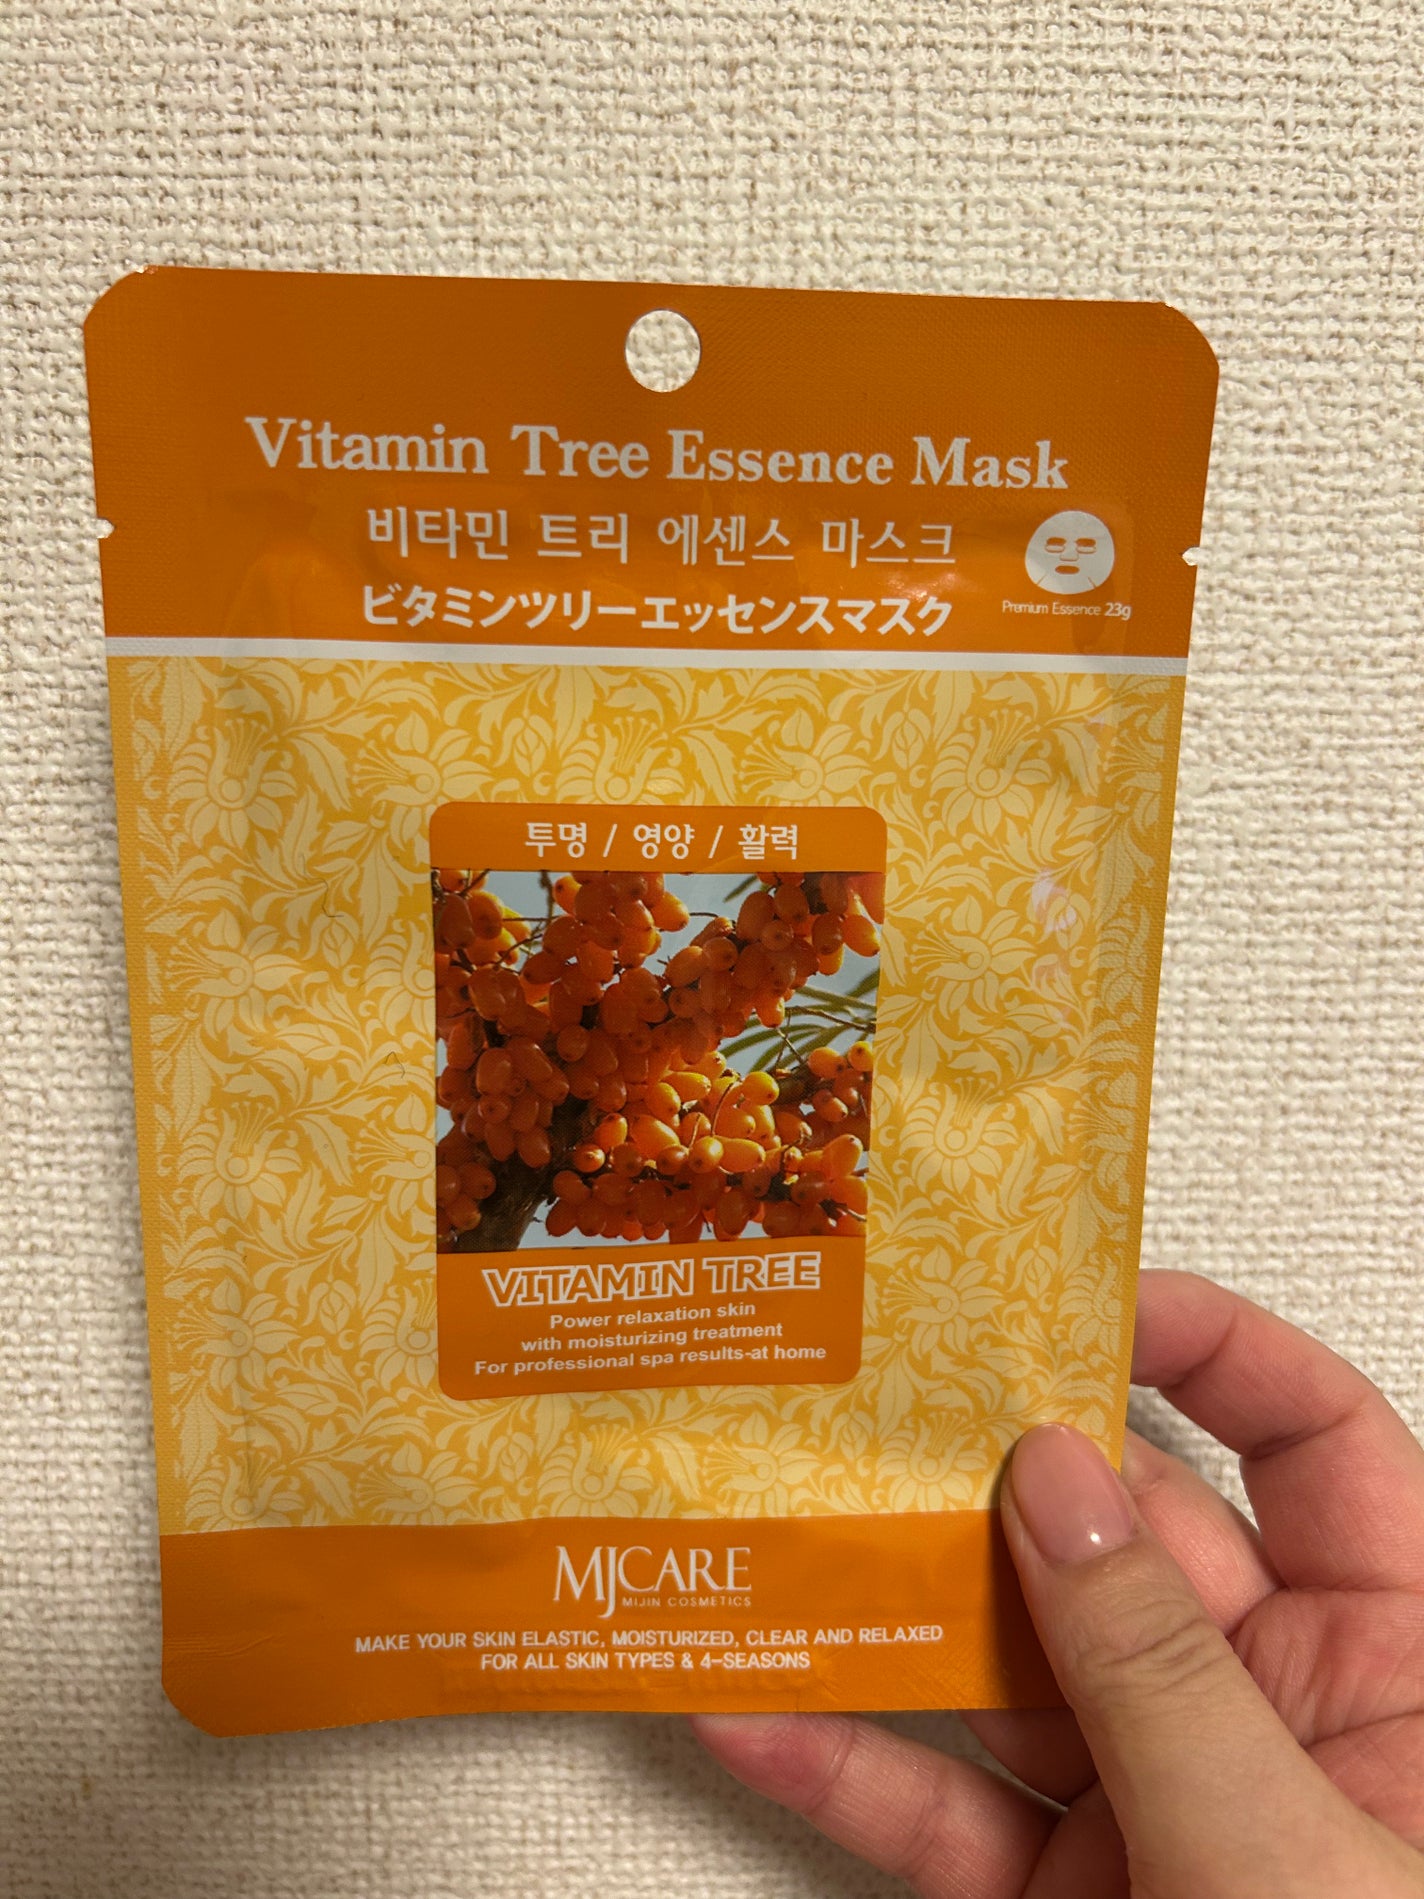 Vitamin Tree Essence Mask
비타민 트리 에센스 마스크
ビタミンツリーエッセンスマスク
Premium Essence 23g
투명 / 영양 / 활력
VITAMIN TREE
Power relaxation skin
with moisturizing treatment
For professional spa results-at home
MJCARE
MIJIN COSMETICS
MAKE YOUR SKIN ELASTIC, MOISTURIZED, CLEAR AND RELAXED
FOR ALL SKIN TYPES & 4-SEASONS